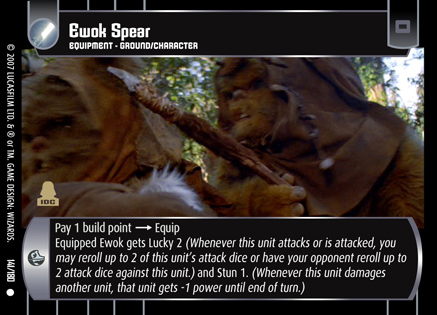 Ewok Spear
EQUIPMENT - GROUND/CHARACTER
© 2007 LUCASFILM LTD. & ® or TM. GAME DESIGN: WIZARDS.
IDC
Pay 1 build point → Equip
Equipped Ewok gets Lucky 2 (Whenever this unit attacks or is attacked, you
may reroll up to 2 of this unit's attack dice or have your opponent reroll up to
2 attack dice against this unit.) and Stun 1. (Whenever this unit damages
another unit, that unit gets -1 power until end of turn.)